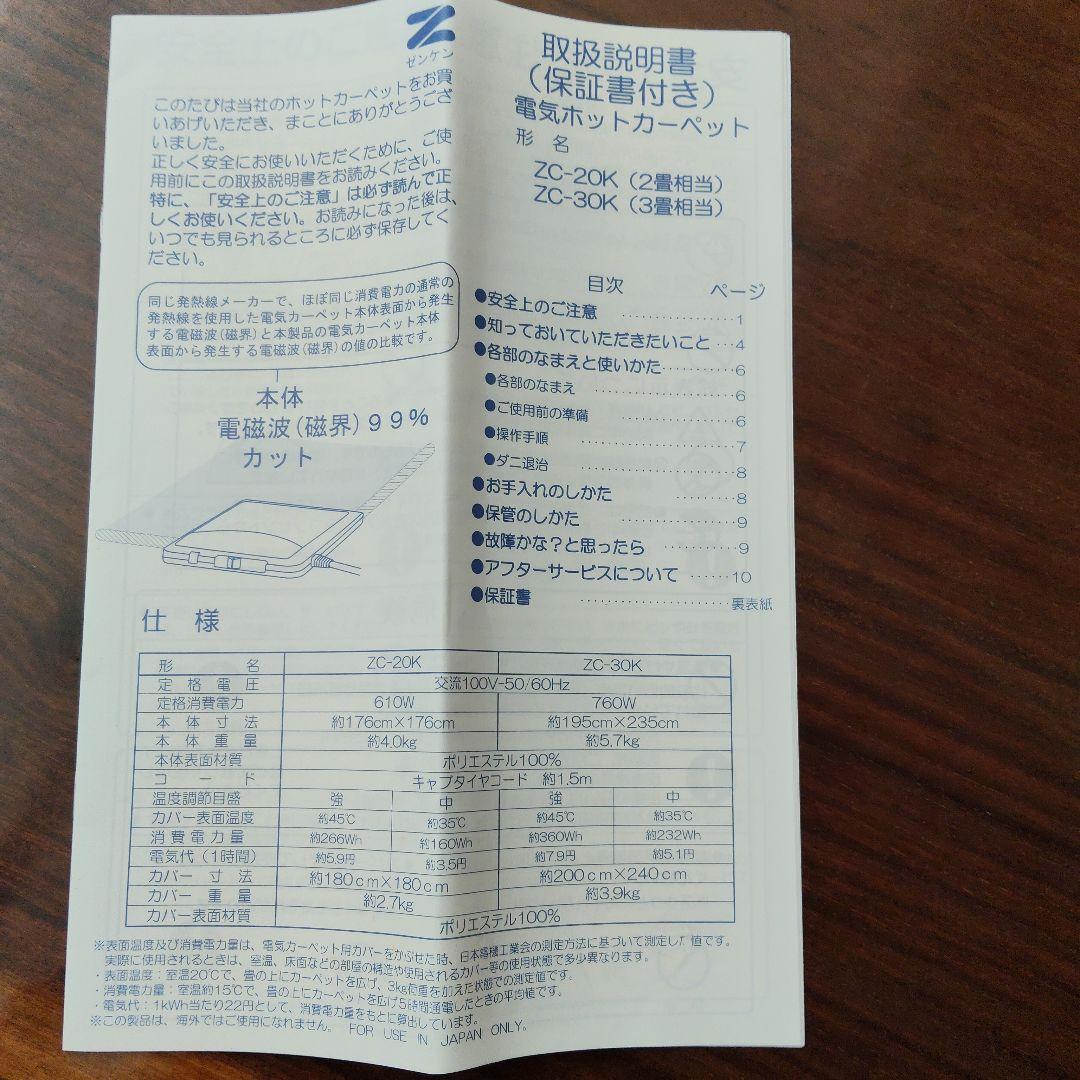 ゼンケン
取扱説明書
(保証書付き)
電気ホットカーペット
形 名
ZC-20K (2畳相当)
ZC-30K (3畳相当)
このたびは当社のホットカーペットをお買
いあげいただき、まことにありがとうござ
いました。
正しく安全にお使いいただくために、ご使
用前にこの取扱説明書をお読みください。
特に、「安全上のご注意」は必ず読んで正
しくお使いください。お読みになった後は、
いつでも見られるところに必ず保存してく
ださい。
同じ発熱線メーカーで、ほぼ同じ消費電力の通常の
発熱線を使用した電気カーペット本体表面から発生
する電磁波(磁界)と本製品の電気カーペット本体
表面から発生する電磁波(磁界)の値の比較です。
本体
電磁波(磁界)99%
カット
目次 ページ
●安全上のご注意 ················1
●知っておいていただきたいこと ···4
●各部のなまえと使いかた··········6
●各部のなまえ ················6
●ご使用前の準備 ·············6
●操作手順 ··················7
●ダニ退治 ··················8
●お手入れのしかた ·········8
●保管のしかた ···············9
●故障かな?と思ったら ··········9
●アフターサービスについて ······10
●保証書 ·····················裏表紙
仕 様
形 名 ZC-20K ZC-30K
定格電圧 交流100V-50/60Hz
定格消費電力 610W 760W
本体寸法 約176cm×176cm 約195cm×235cm
本体重量 約4.0kg 約5.7kg
本体表面材質 ポリエステル100%
コード キャブタイヤコード 約1.5m
温度調節目盛 強 中 強 中
カバー表面温度 約45℃ 約35℃ 約45℃ 約35℃
消費電力量 約266Wh 約160Wh 約360Wh 約232Wh
電気代(1時間) 約5.9円 約3.5円 約7.9円 約5.1円
カバー寸法 約180cm×180cm 約200cm×240cm
カバー重量 約2.7kg 約3.9kg
カバー表面材質 ポリエステル100%
※表面温度及び消費電力量は、電気カーペット用カバーをかぶせた時、日本電機工業会の測定方法に基づいて測定した値です。
実際に使用されるときは、室温、床面などの部屋の構造や使用されるカバー等の使用状態で多少異なります。
・表面温度:室温20℃で、畳の上にカーペットを広げ、3kg荷重を加えた状態での測定値です。
・消費電力量:室温約15℃で、畳の上にカーペットを広げ5時間通電したときの平均値です。
・電気代:1kWh当たり22円として、消費電力量をもとに算出しています。
※この製品は、海外ではご使用になれません。 FOR USE IN JAPAN ONLY.